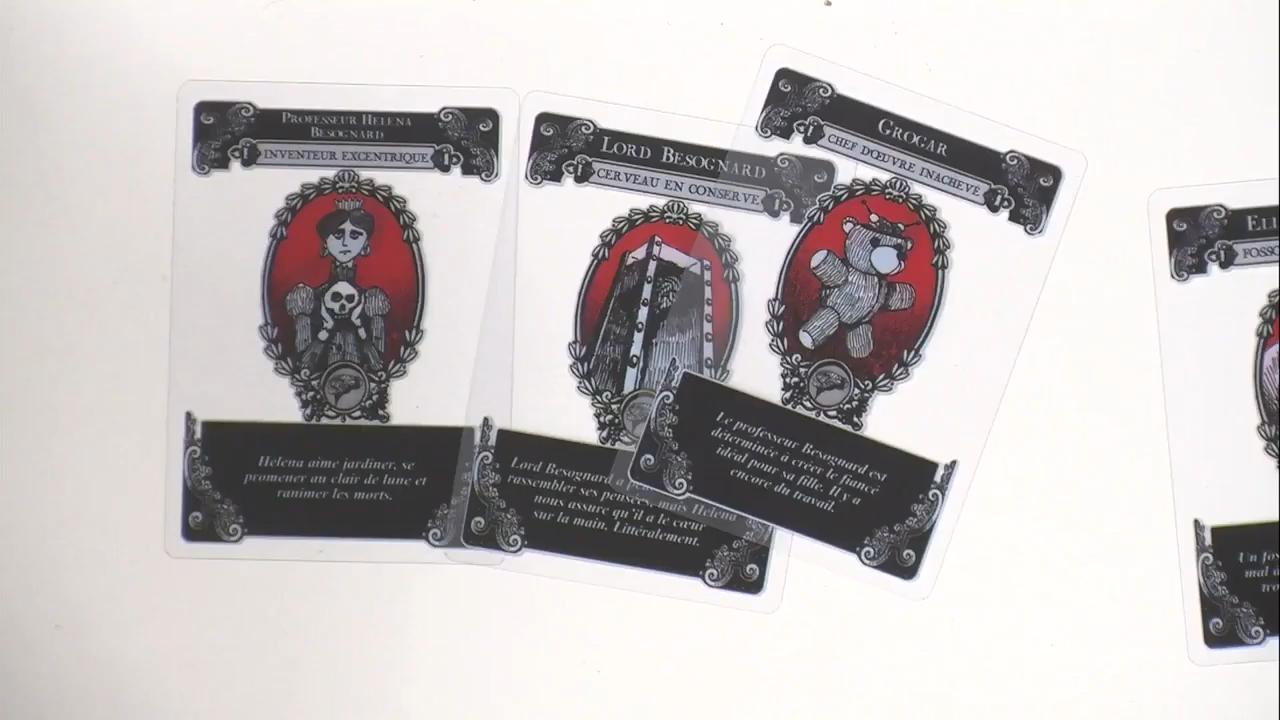 PROFESSEUR HELENA
BESOGNARD
INVENTEUR EXCENTRIQUE
Helena aime jardiner, se
promener au clair de lune et
ranimer les morts.
LORD BESOGNARD
CERVEAU EN CONSERVE
Lord Besognard a
rassembler ses pensées, mais Helena
nous assure qu'il a le cœur
sur la main. Littéralement.
GROGAR
CHEF D'ŒUVRE INACHEVÉ
Le professeur Besognard est
déterminée à créer le fiancé
idéal pour sa fille. Il y a
encore du travail.
Un
mal